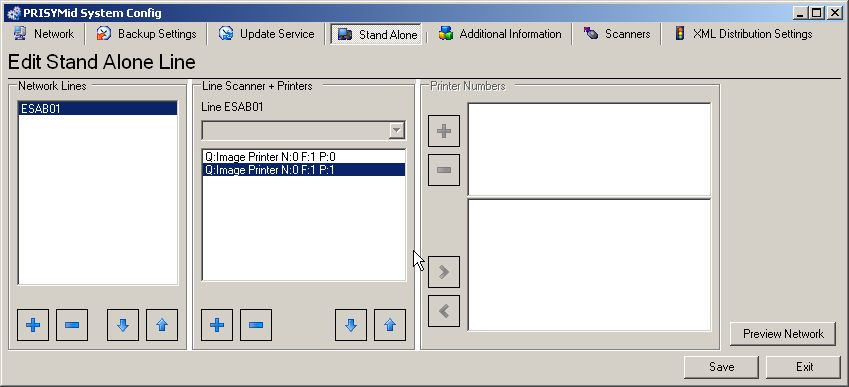 PRISYMid System Config
Network
Backup Settings
Update Service
Stand Alone
Additional Information
Scanners
XML Distribution Settings
Edit Stand Alone Line
Network Lines
ESAB01
Line Scanner + Printers
Line ESAB01
Q:Image Printer N:0 F:1 P:0
Q:Image Printer N:0 F:1 P:1
Printer Numbers
Preview Network
Save
Exit